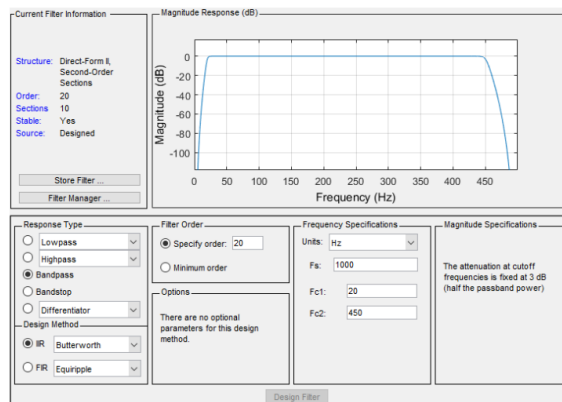 Current Filter Information
Structure: Direct-Form II,
Second-Order
Sections
Order: 20
Sections 10
Stable: Yes
Source: Designed
Store Filter ...
Filter Manager ...
Magnitude Response (dB)
Magnitude (dB)
0
-20
-40
-60
-80
-100
0 50 100 150 200 250 300 350 400 450
Frequency (Hz)
Response Type
Lowpass
Highpass
Bandpass
Bandstop
Differentiator
Design Method
IIR Butterworth
FIR Equiripple
Filter Order
Specify order: 20
Minimum order
Options
There are no optional
parameters for this design
method.
Frequency Specifications
Units: Hz
Fs: 1000
Fc1: 20
Fc2: 450
Magnitude Specifications
The attenuation at cutoff
frequencies is fixed at 3 dB
(half the passband power)
Design Filter